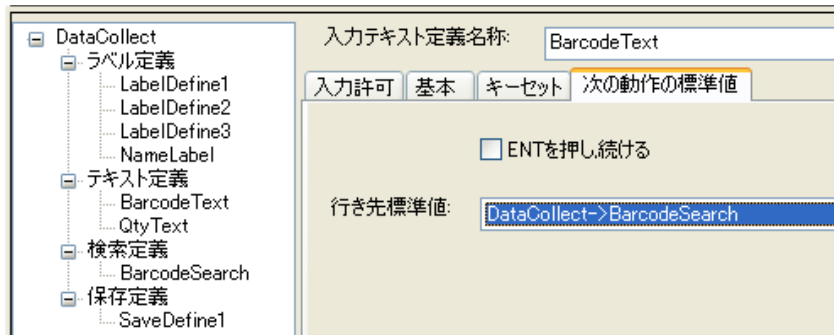 DataCollect
ラベル定義
LabelDefine1
LabelDefine2
LabelDefine3
NameLabel
テキスト定義
BarcodeText
QtyText
検索定義
BarcodeSearch
保存定義
SaveDefine1
入力テキスト定義名称: BarcodeText
入力許可 基本 キーセット 次の動作の標準値
ENTを押し続ける
行き先標準値: DataCollect->BarcodeSearch